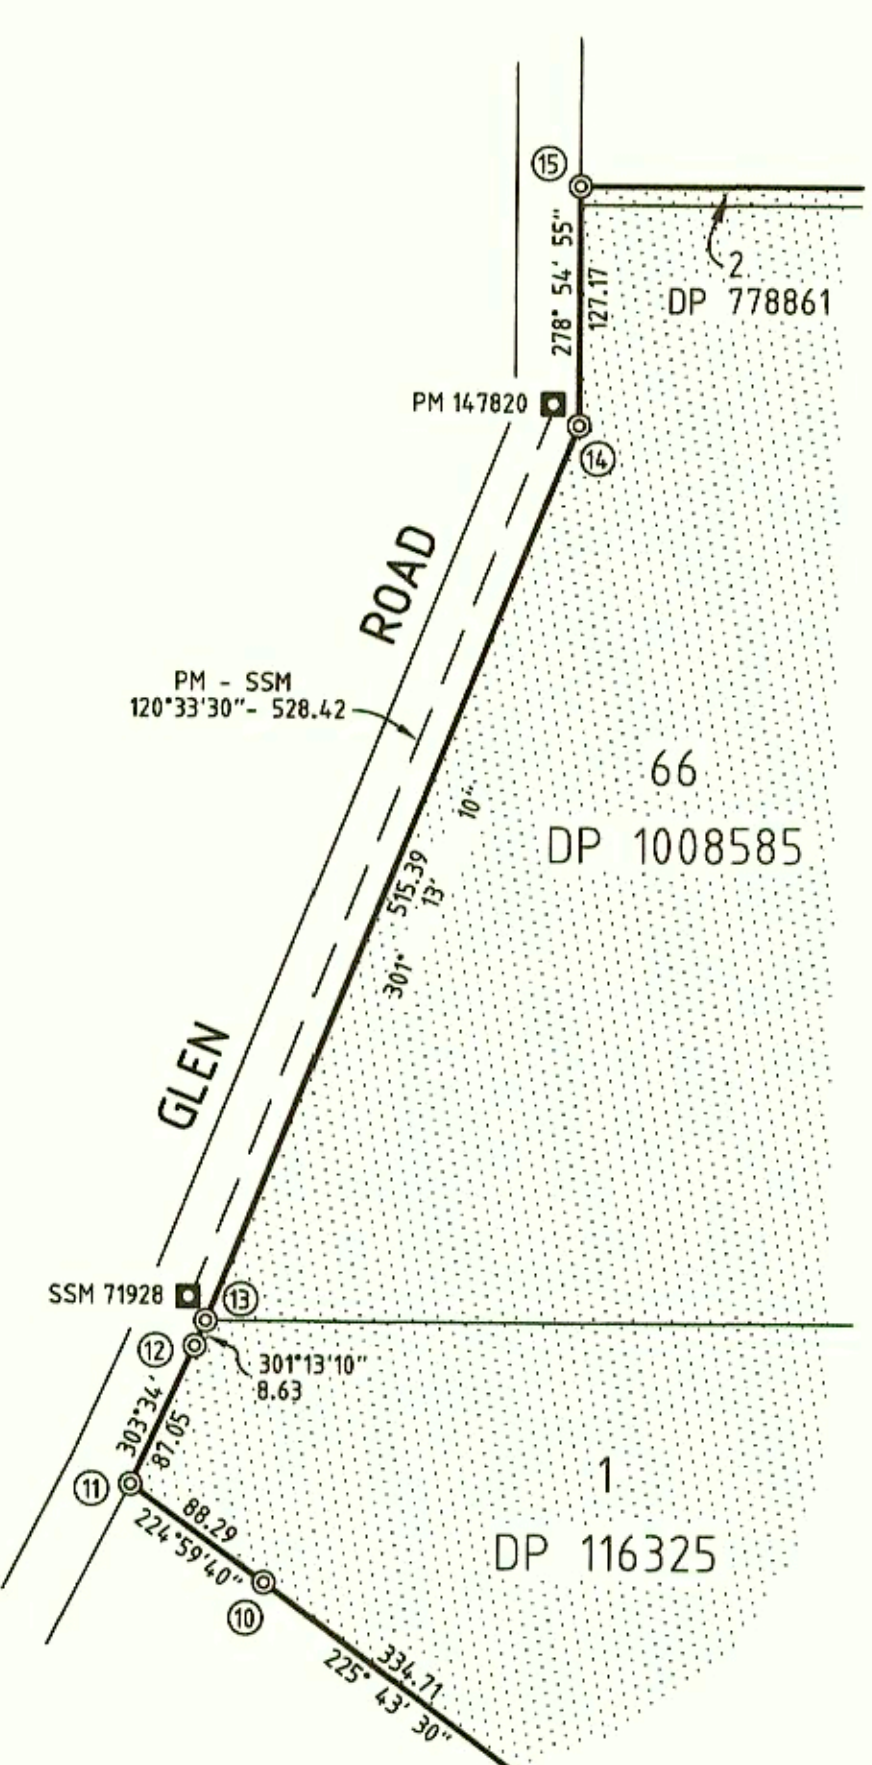 15
278° 54' 55"
127.17
2
DP 778861
PM 147820
14
ROAD
PM - SSM
120°33'30"- 528.42
66
DP 1008585
10"
515.39
13'
301°
GLEN
SSM 71928
13
12
301°13'10"
8.63
303°34'
87.05
11
88.29
224°59'40"
1
DP 116325
10
334.71
225° 43' 30"